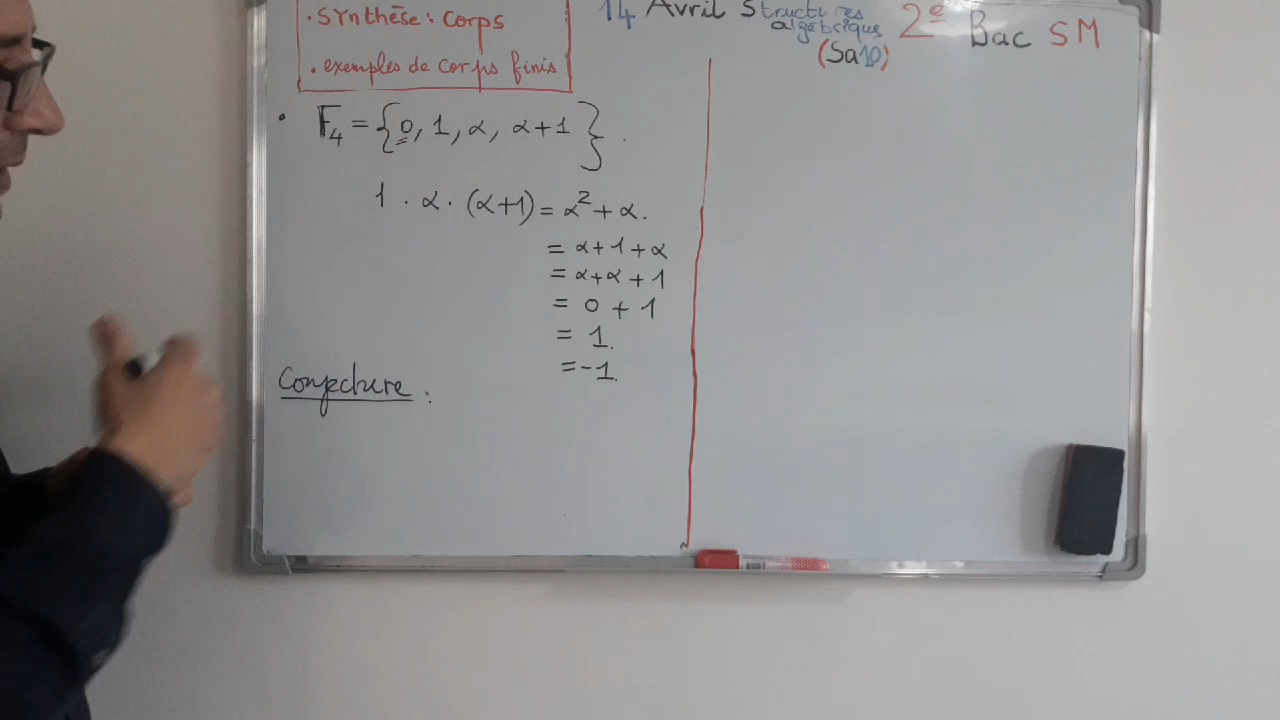 • Synthèse : Corps
• exemples de corps finis
14 Avril Structures algébriques (Sa10)
2e Bac SM
• F₄ = {0, 1, α, α+1}.
1 · α · (α+1) = α² + α.
= α+1+α
= α+α+1
= 0 + 1
= 1.
= -1.
Conjecture :